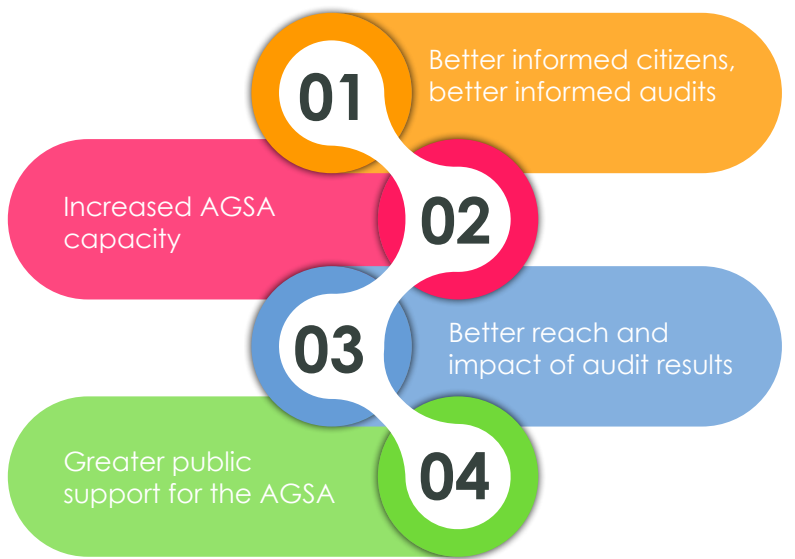 01
Better informed citizens,
better informed audits
Increased AGSA
capacity
02
03
Better reach and
impact of audit results
Greater public
support for the AGSA
04